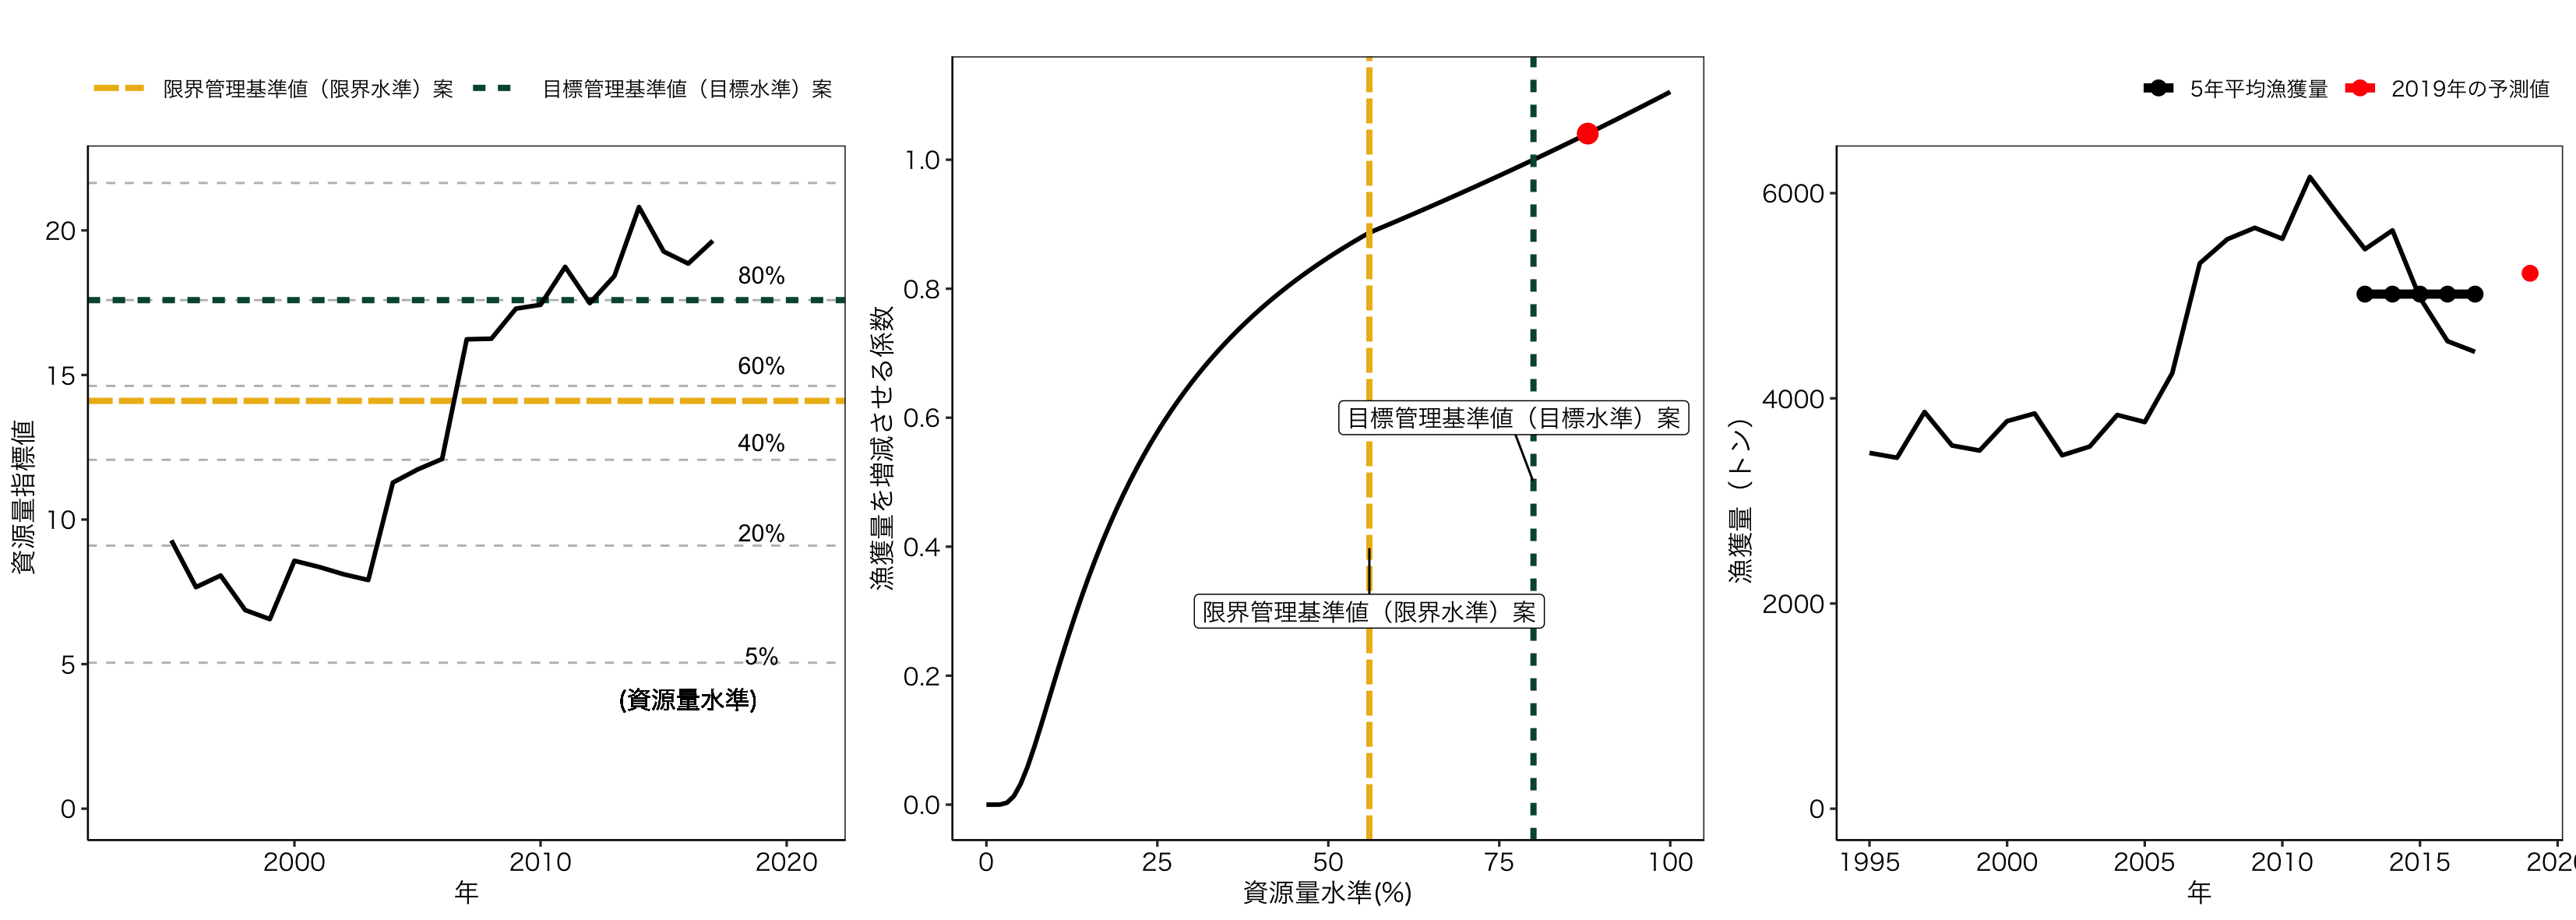 限界管理基準値（限界水準）案
目標管理基準値（目標水準）案
資源量指標値
20
15
10
5
0
80%
60%
40%
20%
5%
(資源量水準)
2000
2010
2020
年
漁獲量を増減させる係数
1.0
0.8
0.6
0.4
0.2
0.0
目標管理基準値（目標水準）案
限界管理基準値（限界水準）案
0
25
50
75
100
資源量水準(%)
5年平均漁獲量
2019年の予測値
漁獲量（トン）
6000
4000
2000
0
1995
2000
2005
2010
2015
年